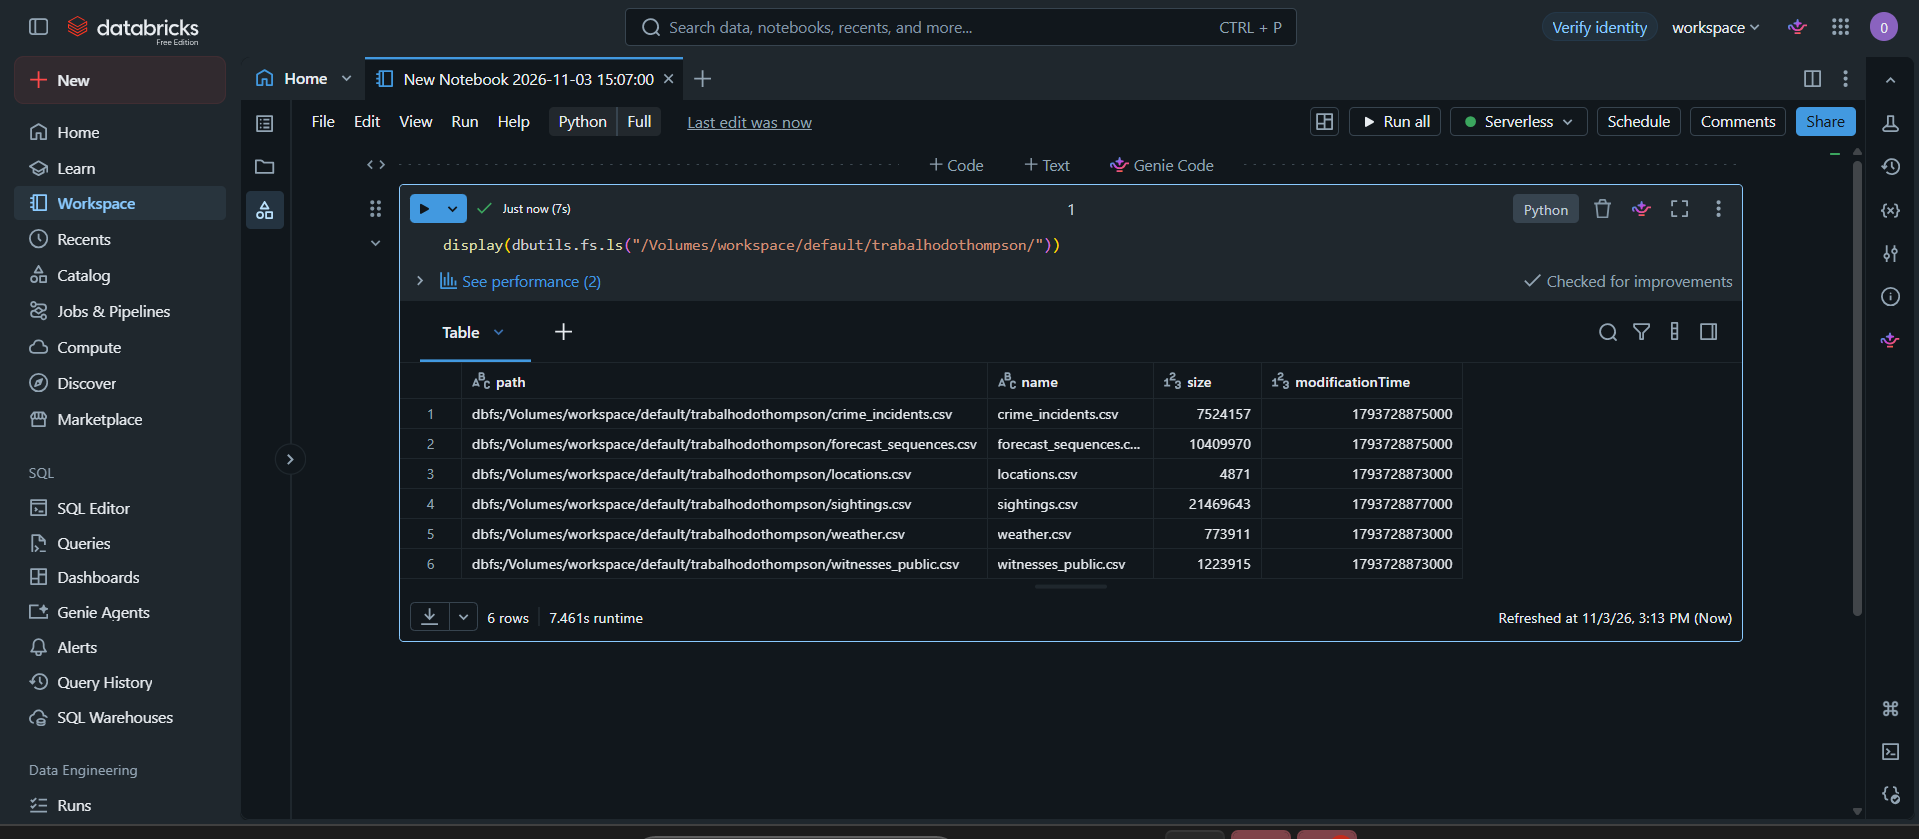 databricks
Free Edition
Search data, notebooks, recents, and more... CTRL + P
Verify identity workspace O
New
Home
Learn
Workspace
Recents
Catalog
Jobs & Pipelines
Compute
Discover
Marketplace
SQL
SQL Editor
Queries
Dashboards
Genie Agents
Alerts
Query History
SQL Warehouses
Data Engineering
Runs
Home New Notebook 2026-11-03 15:07:00
File Edit View Run Help Python Full Last edit was now Run all Serverless Schedule Comments Share
Code Text Genie Code
Just now (7s) 1 Python
display(dbutils.fs.ls("/Volumes/workspace/default/trabalhodothompson/"))
See performance (2) Checked for improvements
Table
path name size modificationTime
1 dbfs:/Volumes/workspace/default/trabalhodothompson/crime_incidents.csv crime_incidents.csv 7524157 1793728875000
2 dbfs:/Volumes/workspace/default/trabalhodothompson/forecast_sequences.csv forecast_sequences.c... 10409970 1793728875000
3 dbfs:/Volumes/workspace/default/trabalhodothompson/locations.csv locations.csv 4871 1793728873000
4 dbfs:/Volumes/workspace/default/trabalhodothompson/sightings.csv sightings.csv 21469643 1793728877000
5 dbfs:/Volumes/workspace/default/trabalhodothompson/weather.csv weather.csv 773911 1793728873000
6 dbfs:/Volumes/workspace/default/trabalhodothompson/witnesses_public.csv witnesses_public.csv 1223915 1793728873000
6 rows 7.461s runtime Refreshed at 11/3/26, 3:13 PM (Now)